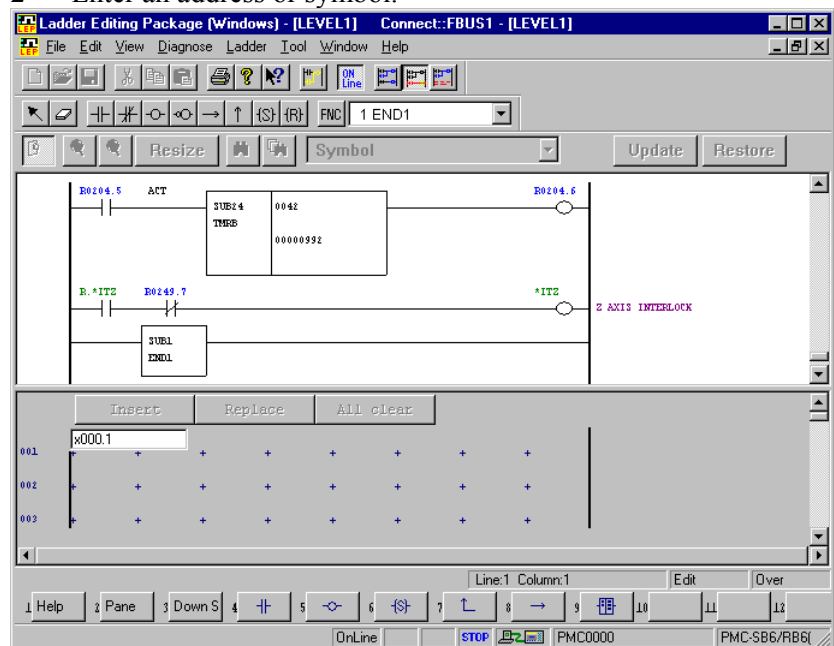 2 Enter an address or symbol.
Ladder Editing Package (Windows) - [LEVEL1] Connect::FBUS1 - [LEVEL1]
File Edit View Diagnose Ladder Tool Window Help
ON Line
{S} {R} FNC 1 END1
Resize Symbol Update Restore
R0204.5 ACT R0204.6
SUB24 0042
TMRB
00000992
R.*ITZ R0249.7 *ITZ
Z AXIS INTERLOCK
SUB1
END1
Insert Replace All clear
x000.1
001
002
003
Line:1 Column:1 Edit Over
1 Help 2 Pane 3 Down S 4 5 6 {S} 7 8 9 10 11 12
OnLine STOP PMC0000 PMC-SB6/RB6(